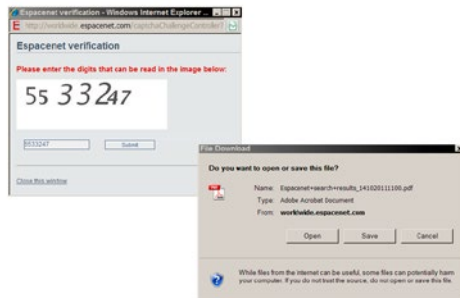 Espacenet verification - Windows Internet Explorer ...
http://worldwide.espacenet.com/captchaChallengeController?
Espacenet verification
Please enter the digits that can be read in the image below:
55 33247
5533247
Submit
Close this window
File Download
Do you want to open or save this file?
Name: Espacenet+search+results_141020111100.pdf
Type: Adobe Acrobat Document
From: worldwide.espacenet.com
Open
Save
Cancel
While files from the Internet can be useful, some files can potentially harm
your computer. If you do not trust the source, do not open or save this file.